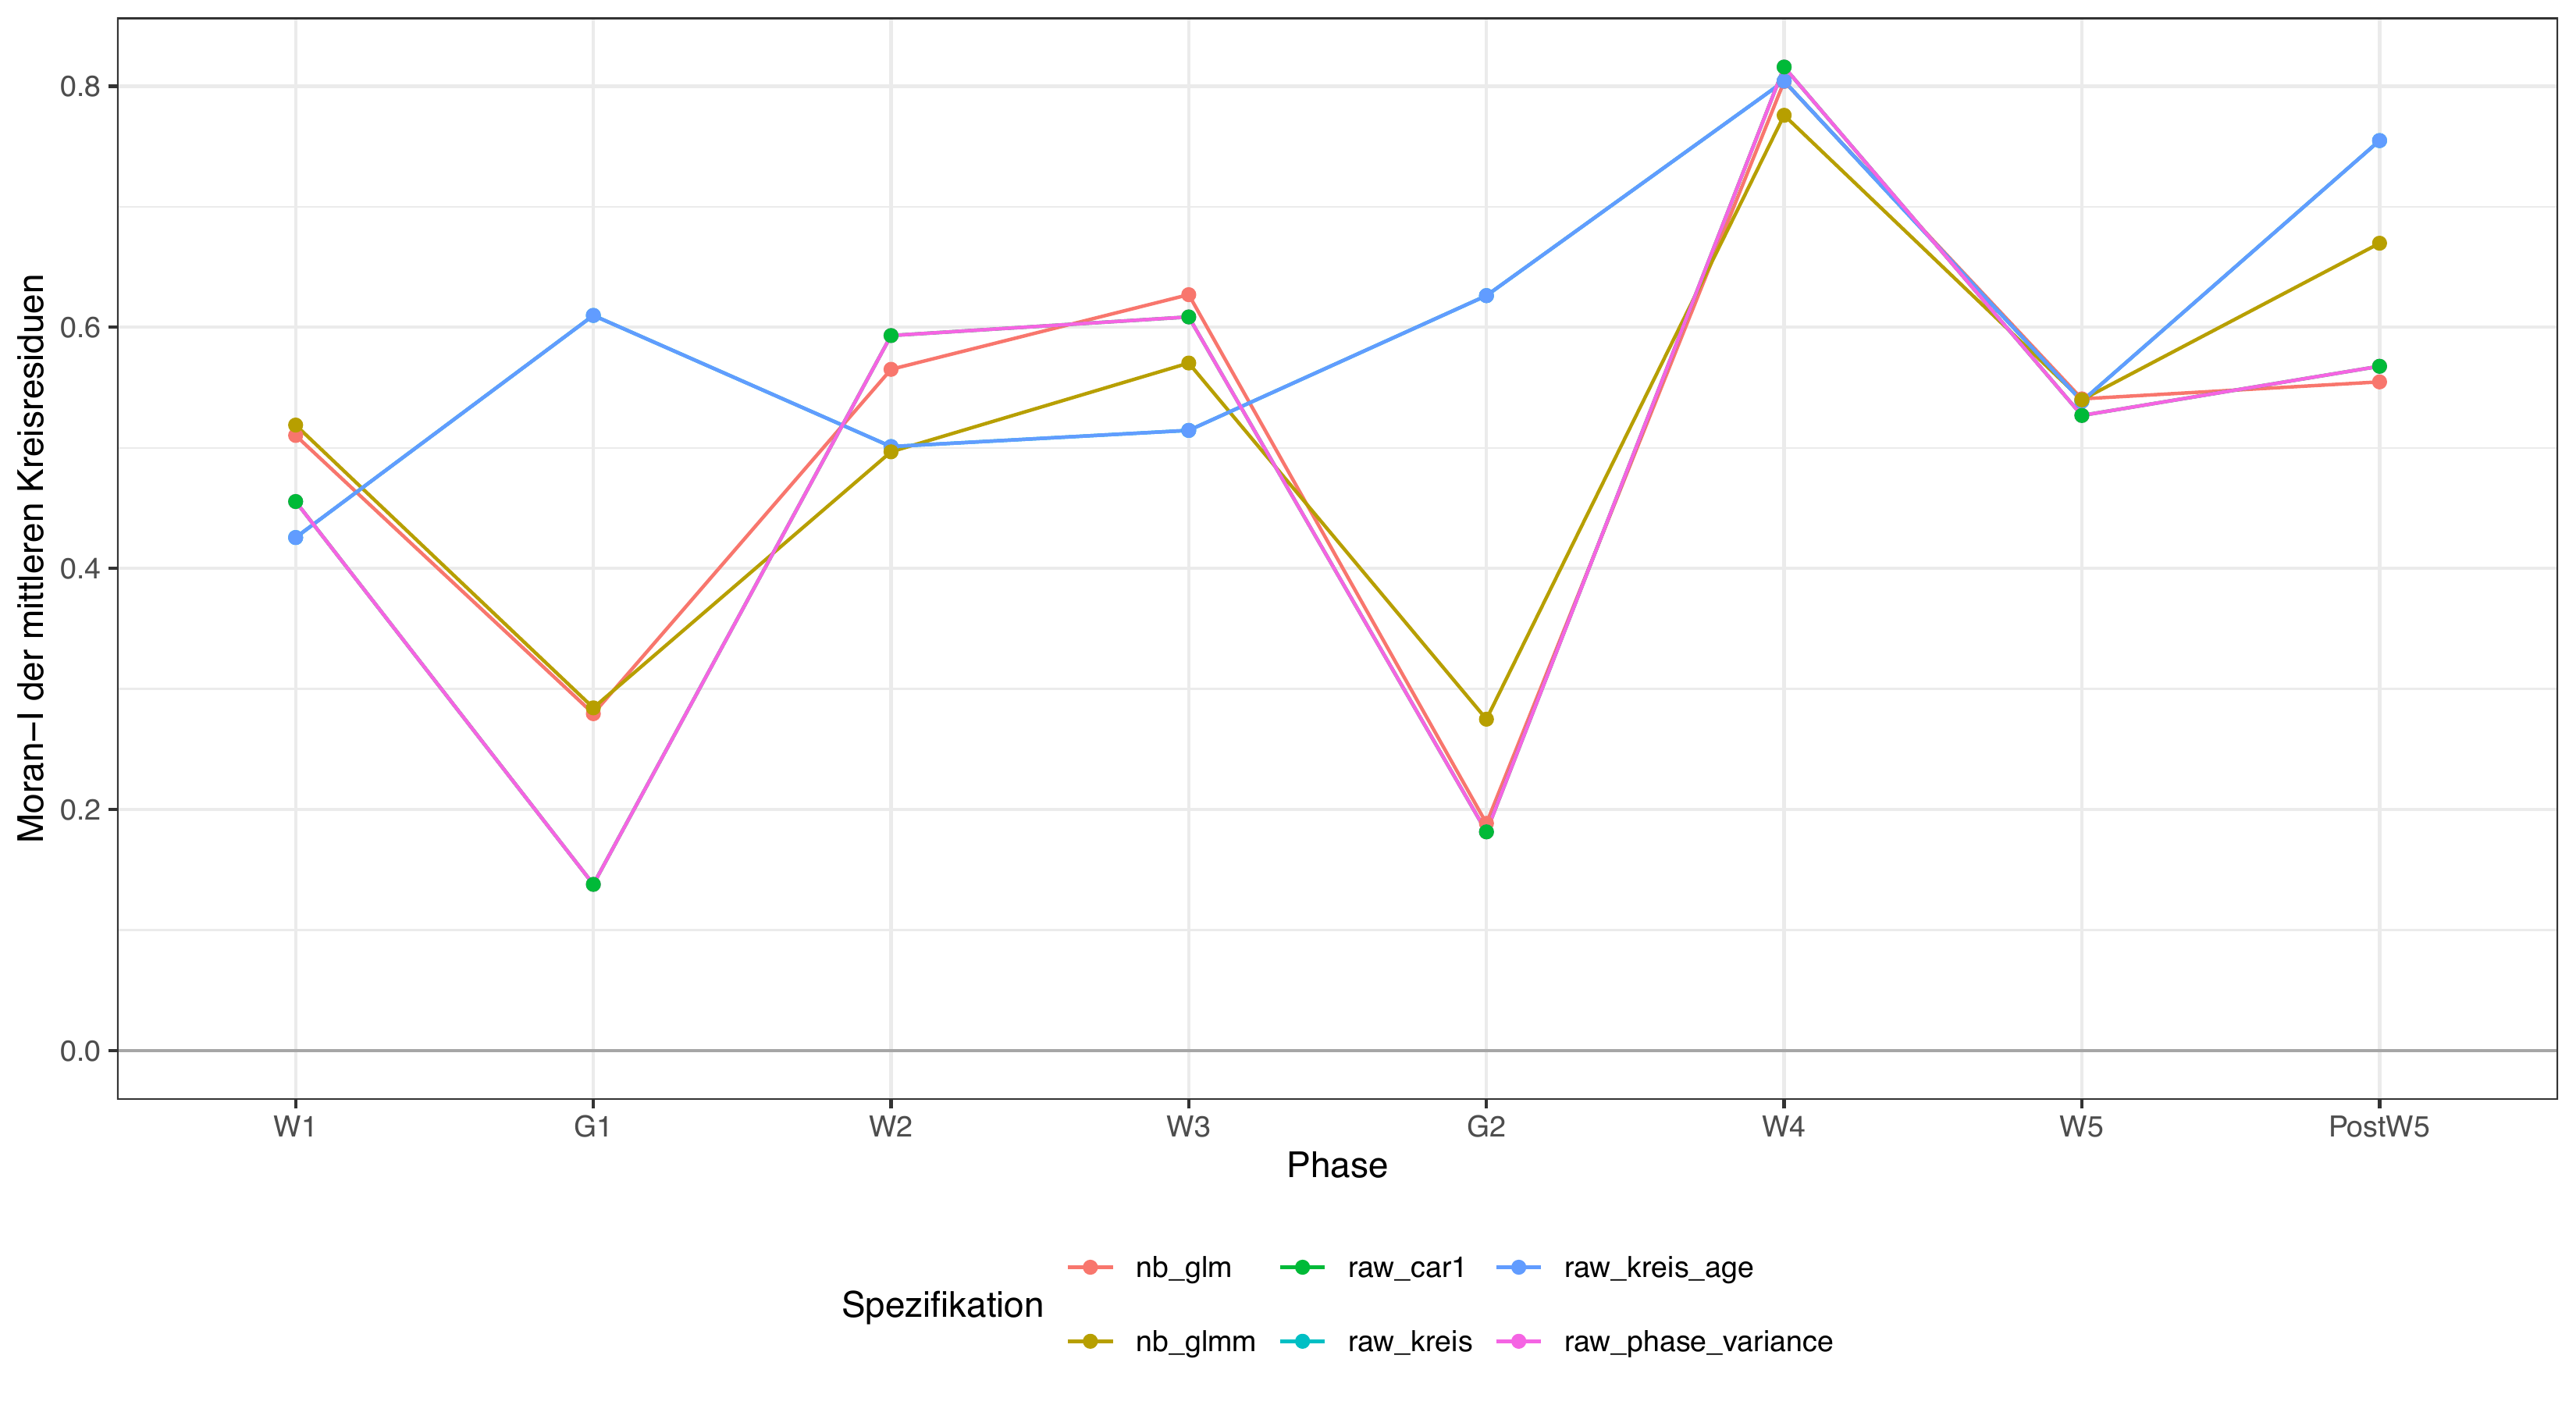 Moran−I der mittleren Kreisresiduen
0.8
0.6
0.4
0.2
0.0
W1 G1 W2 W3 G2 W4 W5 PostW5
Phase
Spezifikation
nb_glm raw_car1 raw_kreis_age
nb_glmm raw_kreis raw_phase_variance